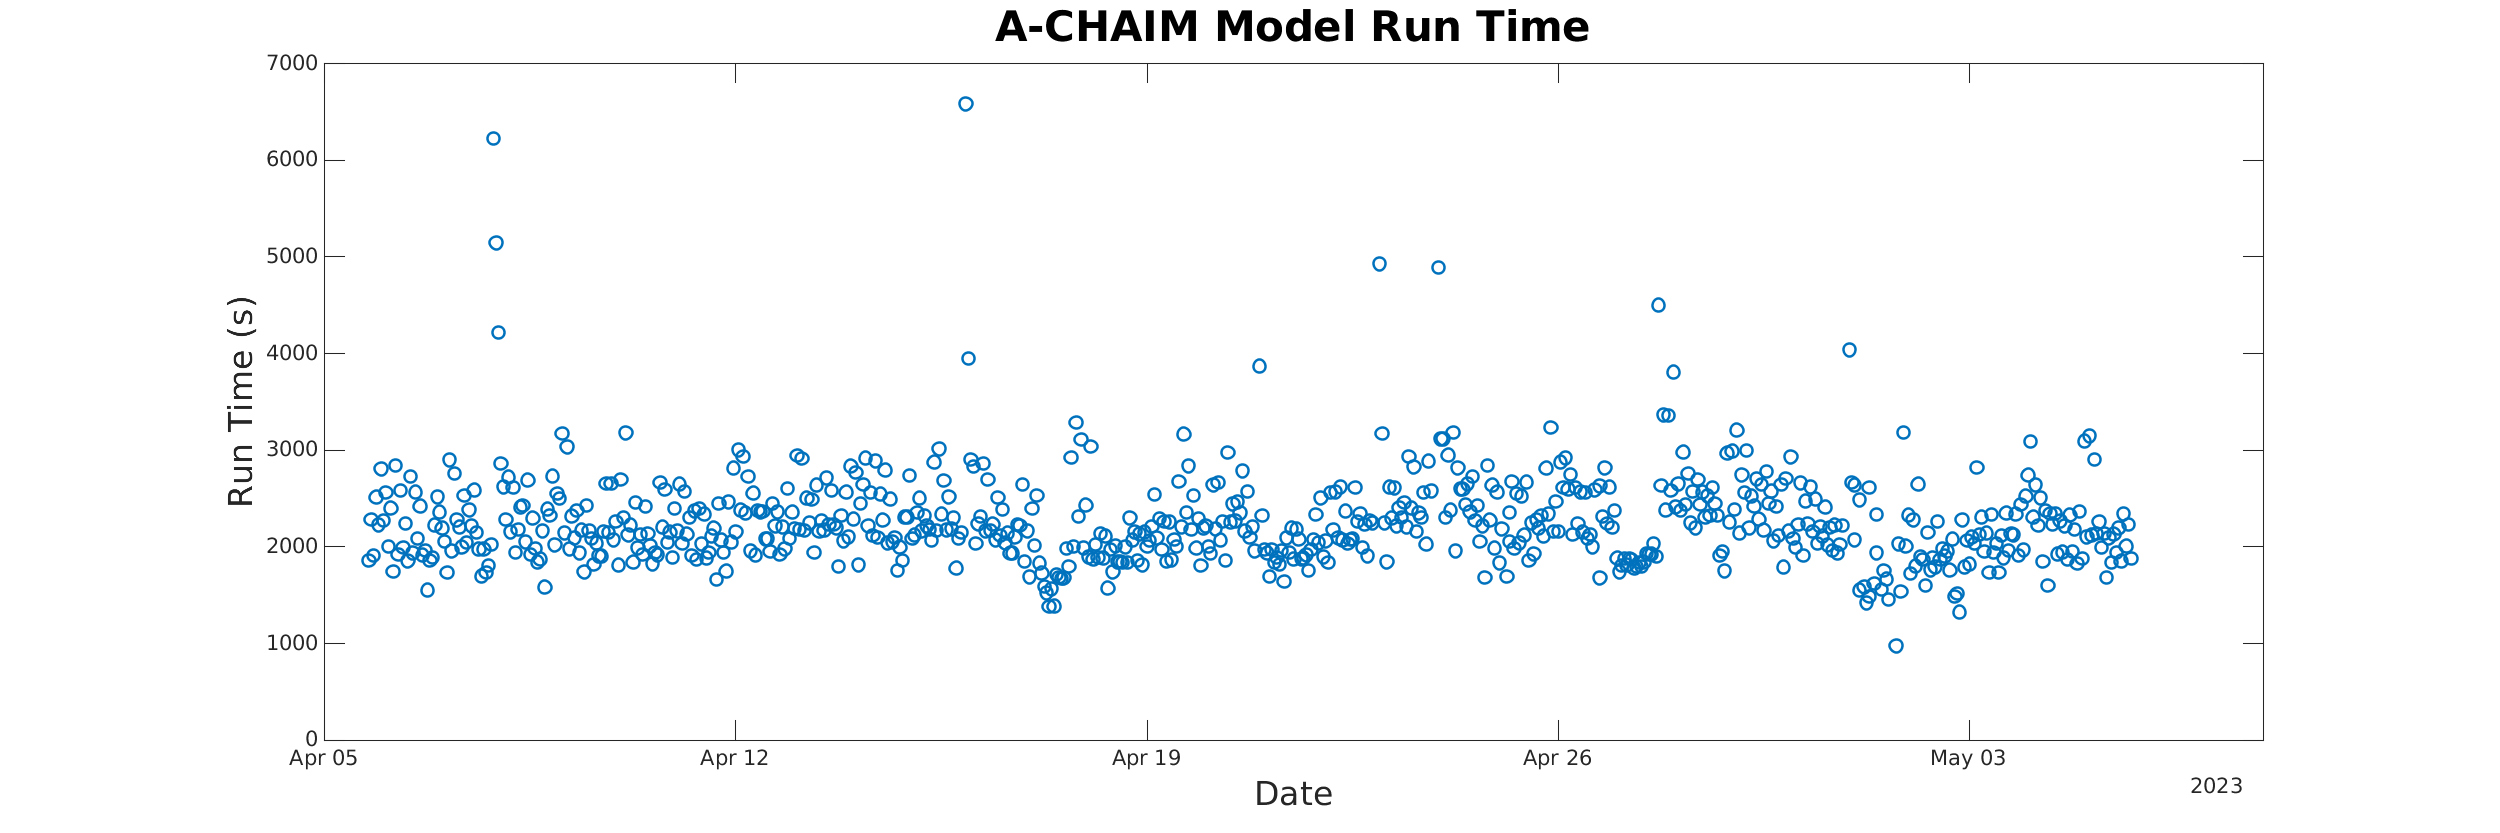 A-CHAIM Model Run Time
7000
6000
5000
4000
3000
2000
1000
0
Run Time (s)
Apr 05
Apr 12
Apr 19
Apr 26
May 03
Date
2023